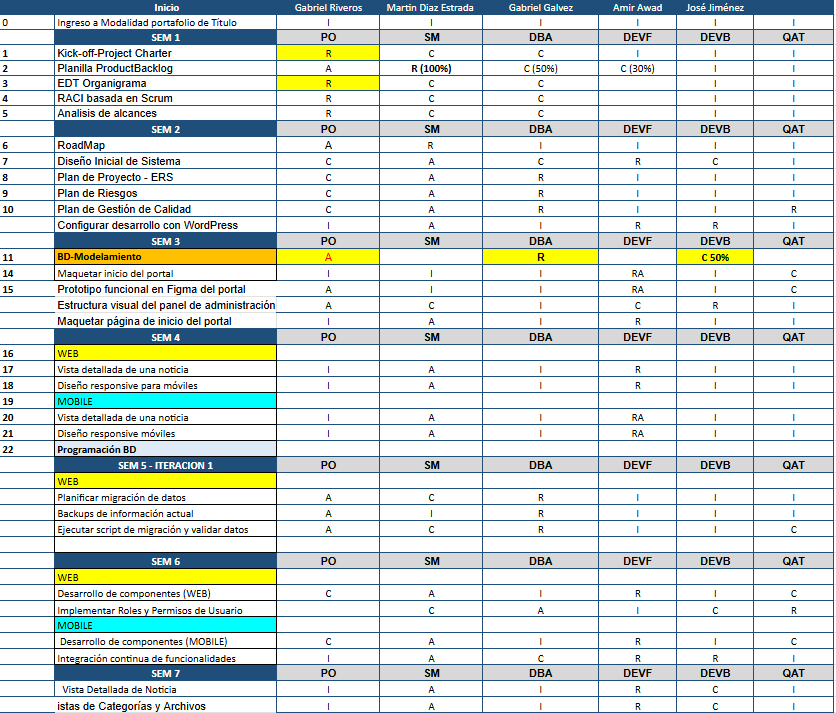 Inicio Gabriel Riveros Martin Diaz Estrada Gabriel Galvez Amir Awad José Jiménez
0 Ingreso a Modalidad portafolio de Título I I I I I I
SEM 1 PO SM DBA DEVF DEVB QAT
1 Kick-off-Project Charter R C C I I I
2 Planilla ProductBacklog A R (100%) C (50%) C (30%) I I
3 EDT Organigrama R C C I I
4 RACI basada en Scrum R C C I I
5 Analisis de alcances R C C I I
SEM 2 PO SM DBA DEVF DEVB QAT
6 RoadMap A R I I I I
7 Diseño Inicial de Sistema C A C R C I
8 Plan de Proyecto - ERS C A R I I I
9 Plan de Riesgos C A R I I I
10 Plan de Gestión de Calidad C A R I I R
Configurar desarrollo con WordPress I A I R R I
SEM 3 PO SM DBA DEVF DEVB QAT
11 BD-Modelamiento A R C 50%
14 Maquetar inicio del portal I I I RA I C
15 Prototipo funcional en Figma del portal A I I RA I C
Estructura visual del panel de administración A C I C R I
Maquetar página de inicio del portal I A I R I I
SEM 4 PO SM DBA DEVF DEVB QAT
16 WEB
17 Vista detallada de una noticia I A I R I I
18 Diseño responsive para móviles I A I R I I
19 MOBILE
20 Vista detallada de una noticia I A I RA I I
21 Diseño responsive móviles I A I RA I I
22 Programación BD
SEM 5 - ITERACION 1 PO SM DBA DEVF DEVB QAT
WEB
Planificar migración de datos A C R I I I
Backups de información actual A I R I I I
Ejecutar script de migración y validar datos A C R I I C
SEM 6 PO SM DBA DEVF DEVB QAT
WEB
Desarrollo de componentes (WEB) C A I R I C
Implementar Roles y Permisos de Usuario C A I C R
MOBILE
Desarrollo de componentes (MOBILE) C A I R I C
Integración continua de funcionalidades I A C R R I
SEM 7 PO SM DBA DEVF DEVB QAT
Vista Detallada de Noticia I A I R C I
istas de Categorías y Archivos I A I R C I